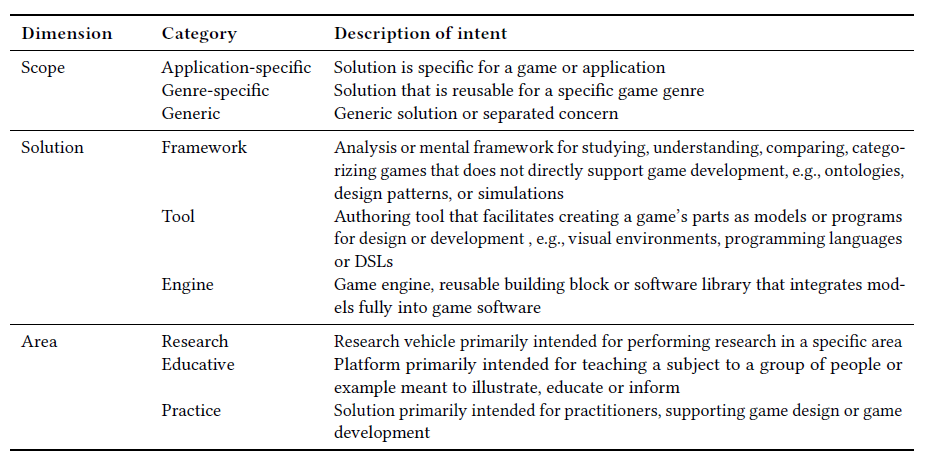 Dimension Category Description of intent
Scope Application-specific Solution is specific for a game or application
Genre-specific Solution that is reusable for a specific game genre
Generic Generic solution or separated concern
Solution Framework Analysis or mental framework for studying, understanding, comparing, catego-
rizing games that does not directly support game development, e.g., ontologies,
design patterns, or simulations
Tool Authoring tool that facilitates creating a game's parts as models or programs
for design or development , e.g., visual environments, programming languages
or DSLs
Engine Game engine, reusable building block or software library that integrates mod-
els fully into game software
Area Research Research vehicle primarily intended for performing research in a specific area
Educative Platform primarily intended for teaching a subject to a group of people or
example meant to illustrate, educate or inform
Practice Solution primarily intended for practitioners, supporting game design or game
development